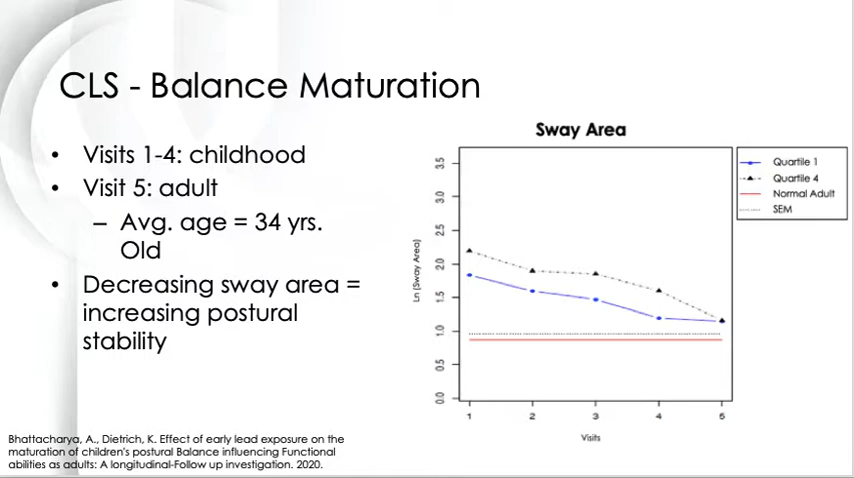 CLS - Balance Maturation
• Visits 1-4: childhood
• Visit 5: adult
– Avg. age = 34 yrs.
Old
• Decreasing sway area =
increasing postural
stability
Bhattacharya, A., Dietrich, K. Effect of early lead exposure on the
maturation of children's postural Balance influencing Functional
abilities as adults: A longitudinal-Follow up investigation. 2020.
Sway Area
Ln (Sway Area)
3.5
3.0
2.5
2.0
1.5
1.0
0.5
0.0
1 2 3 4 5
Visits
Quartile 1
Quartile 4
Normal Adult
SEM